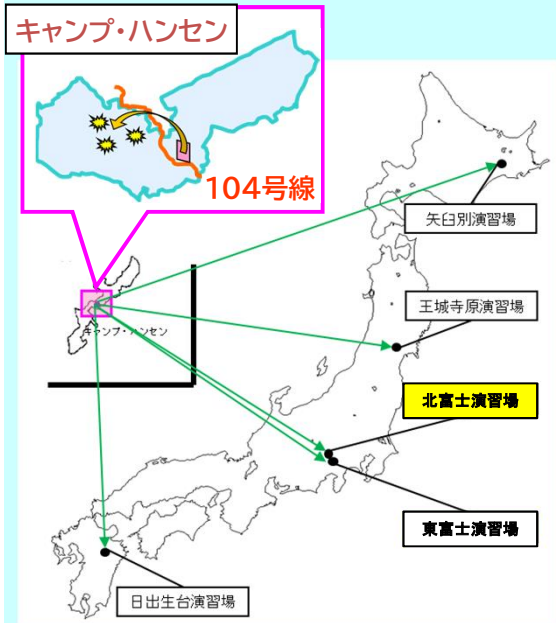 キャンプ・ハンセン
104号線
矢臼別演習場
王城寺原演習場
キャンプ・ハンセン
北富士演習場
東富士演習場
日出生台演習場